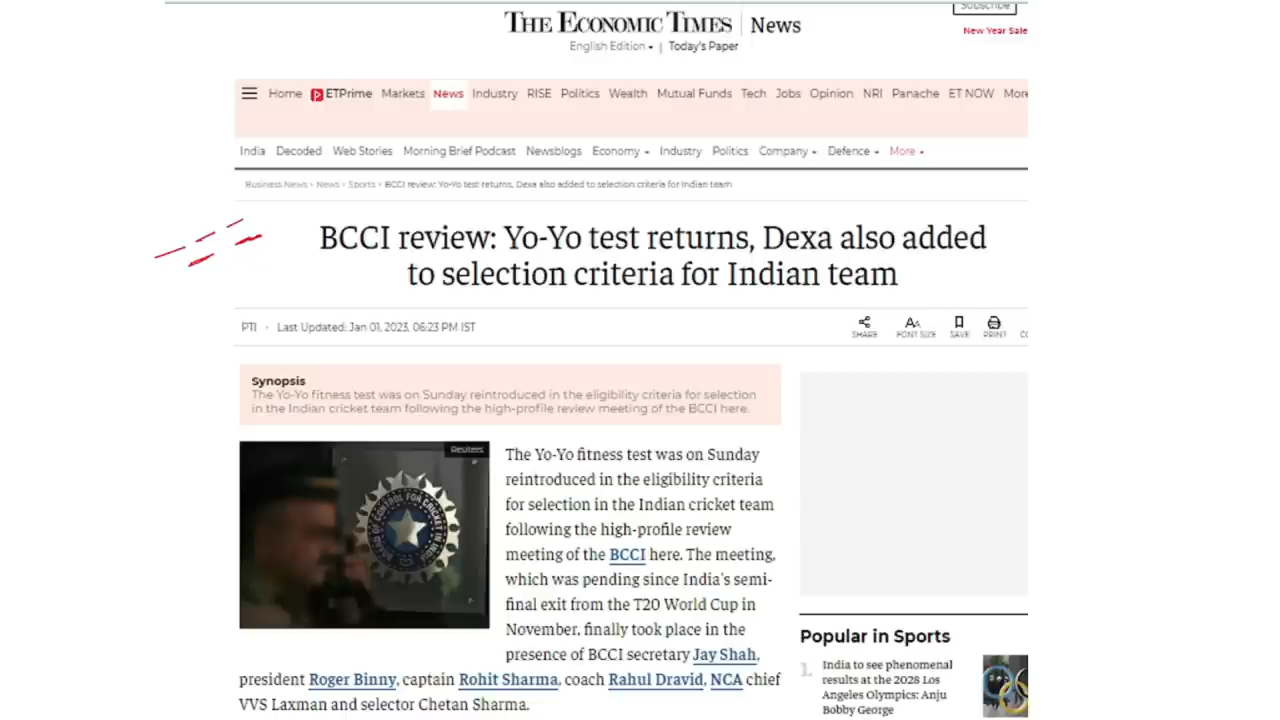 Subscribe
THE ECONOMIC TIMES | News
New Year Sale
English Edition | Today's Paper
Home ETPrime Markets News Industry RISE Politics Wealth Mutual Funds Tech Jobs Opinion NRI Panache ET NOW More
India Decoded Web Stories Morning Brief Podcast Newsblogs Economy Industry Politics Company Defence More
Business News › News › Sports › BCCI review: Yo-Yo test returns, Dexa also added to selection criteria for Indian team
BCCI review: Yo-Yo test returns, Dexa also added
to selection criteria for Indian team
PTI • Last Updated: Jan 01, 2023, 06:23 PM IST
SHARE FONT SIZE SAVE PRINT
Synopsis
The Yo-Yo fitness test was on Sunday reintroduced in the eligibility criteria for selection
in the Indian cricket team following the high-profile review meeting of the BCCI here.
Reuters
BOARD OF CONTROL FOR CRICKET IN INDIA
The Yo-Yo fitness test was on Sunday
reintroduced in the eligibility criteria
for selection in the Indian cricket team
following the high-profile review
meeting of the BCCI here. The meeting,
which was pending since India's semi-
final exit from the T20 World Cup in
November, finally took place in the
presence of BCCI secretary Jay Shah,
president Roger Binny, captain Rohit Sharma, coach Rahul Dravid, NCA chief
VVS Laxman and selector Chetan Sharma.
Popular in Sports
1. India to see phenomenal
results at the 2028 Los
Angeles Olympics: Anju
Bobby George